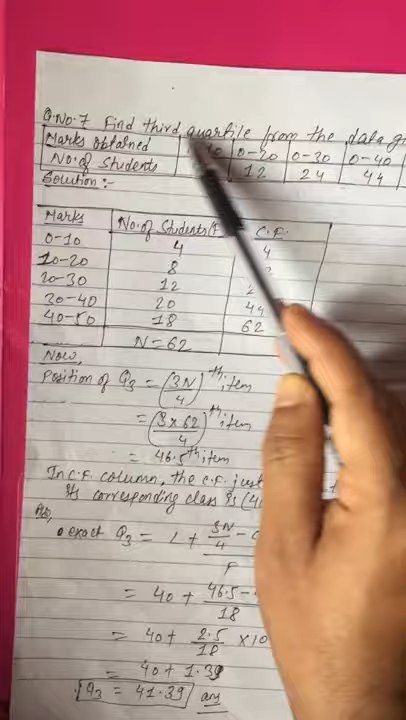 Q.No.7 Find third quartile from the data
Marks obtained 0-20 0-30 0-40
No. of Students 12 24 44
Solution:-
Marks No. of Students C.F.
0-10 4 4
10-20 8
20-30 12 2
30-40 20 44
40-50 18 62
N = 62
Now,
Position of Q₃ = (3N/4)th item
= (3×62/4)th item
= 46.5th item
In C.F. column, the c.f. just
Its corresponding class is (4
exact Q₃ = L + 3N/4 - C
F
= 40 + 46.5 -
18
= 40 + 2.5/18 ×10
= 40 + 1.39
Q₃ = 41.39 ans